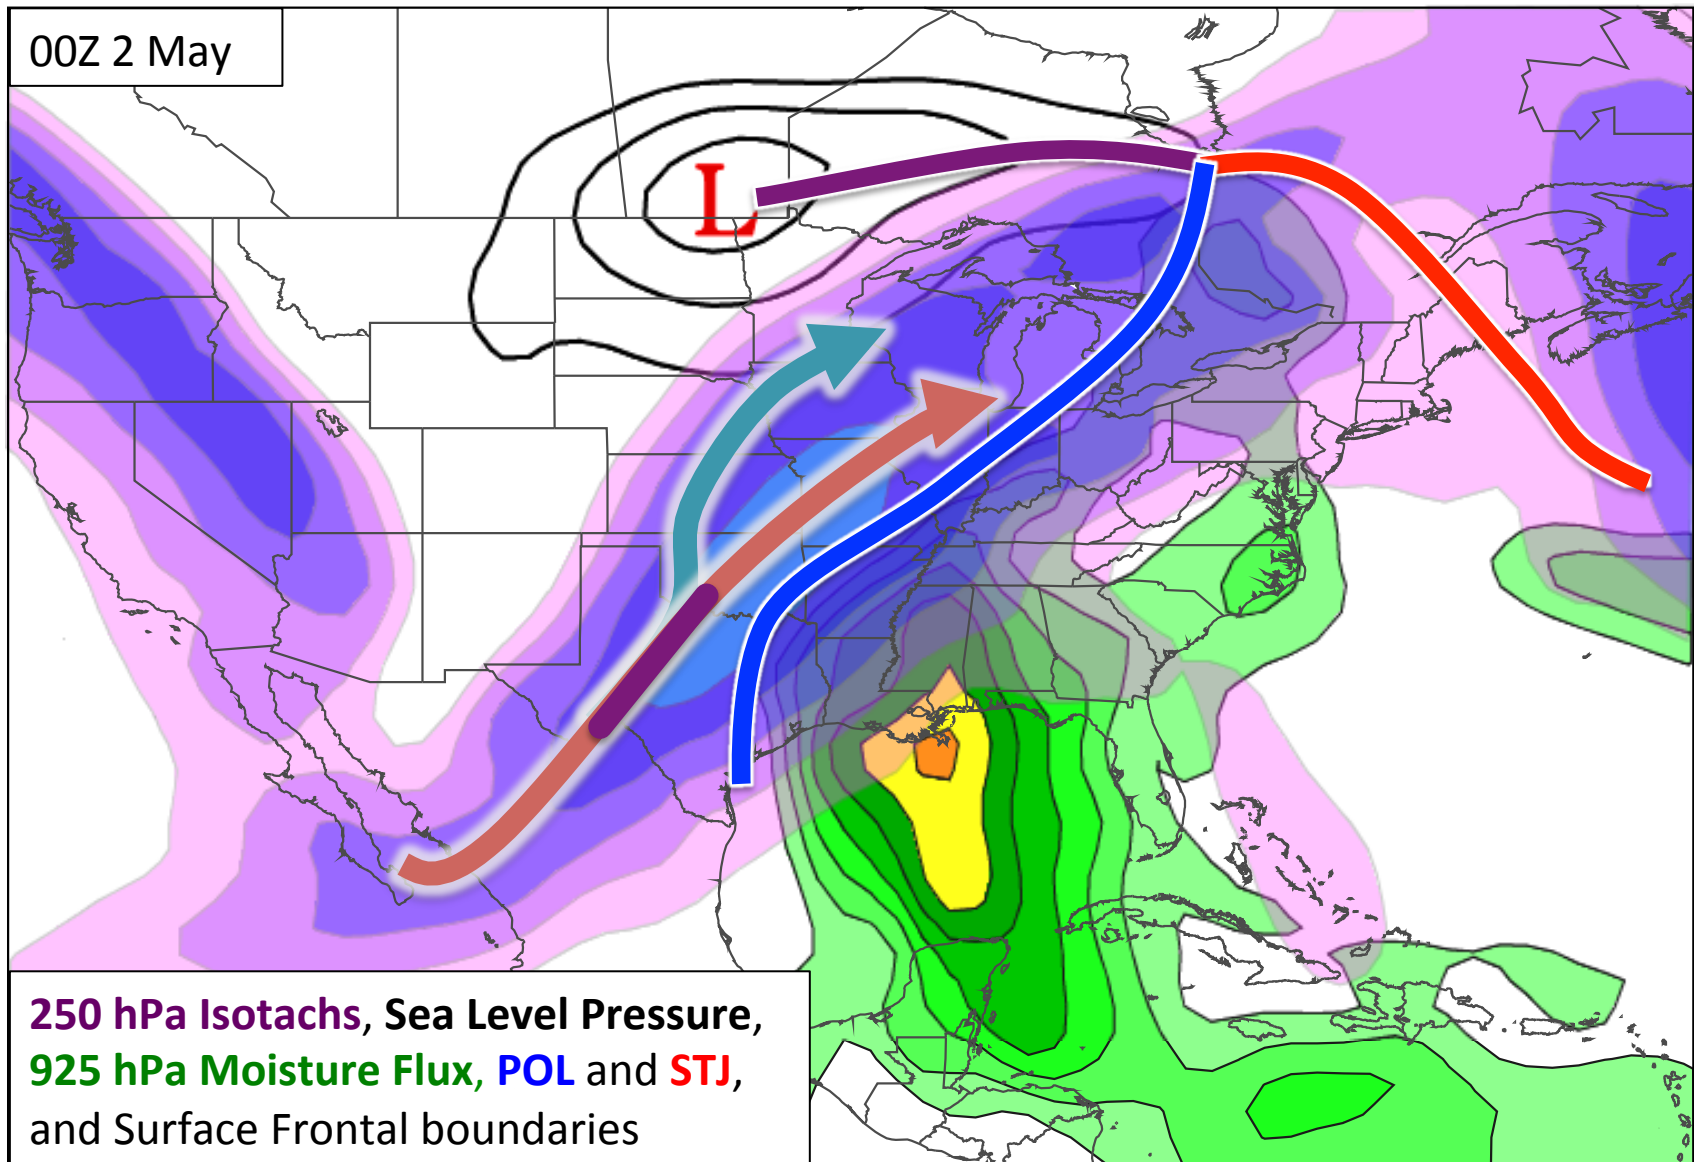 00Z 2 May
L
250 hPa Isotachs, Sea Level Pressure,
925 hPa Moisture Flux, POL and STJ,
and Surface Frontal boundaries